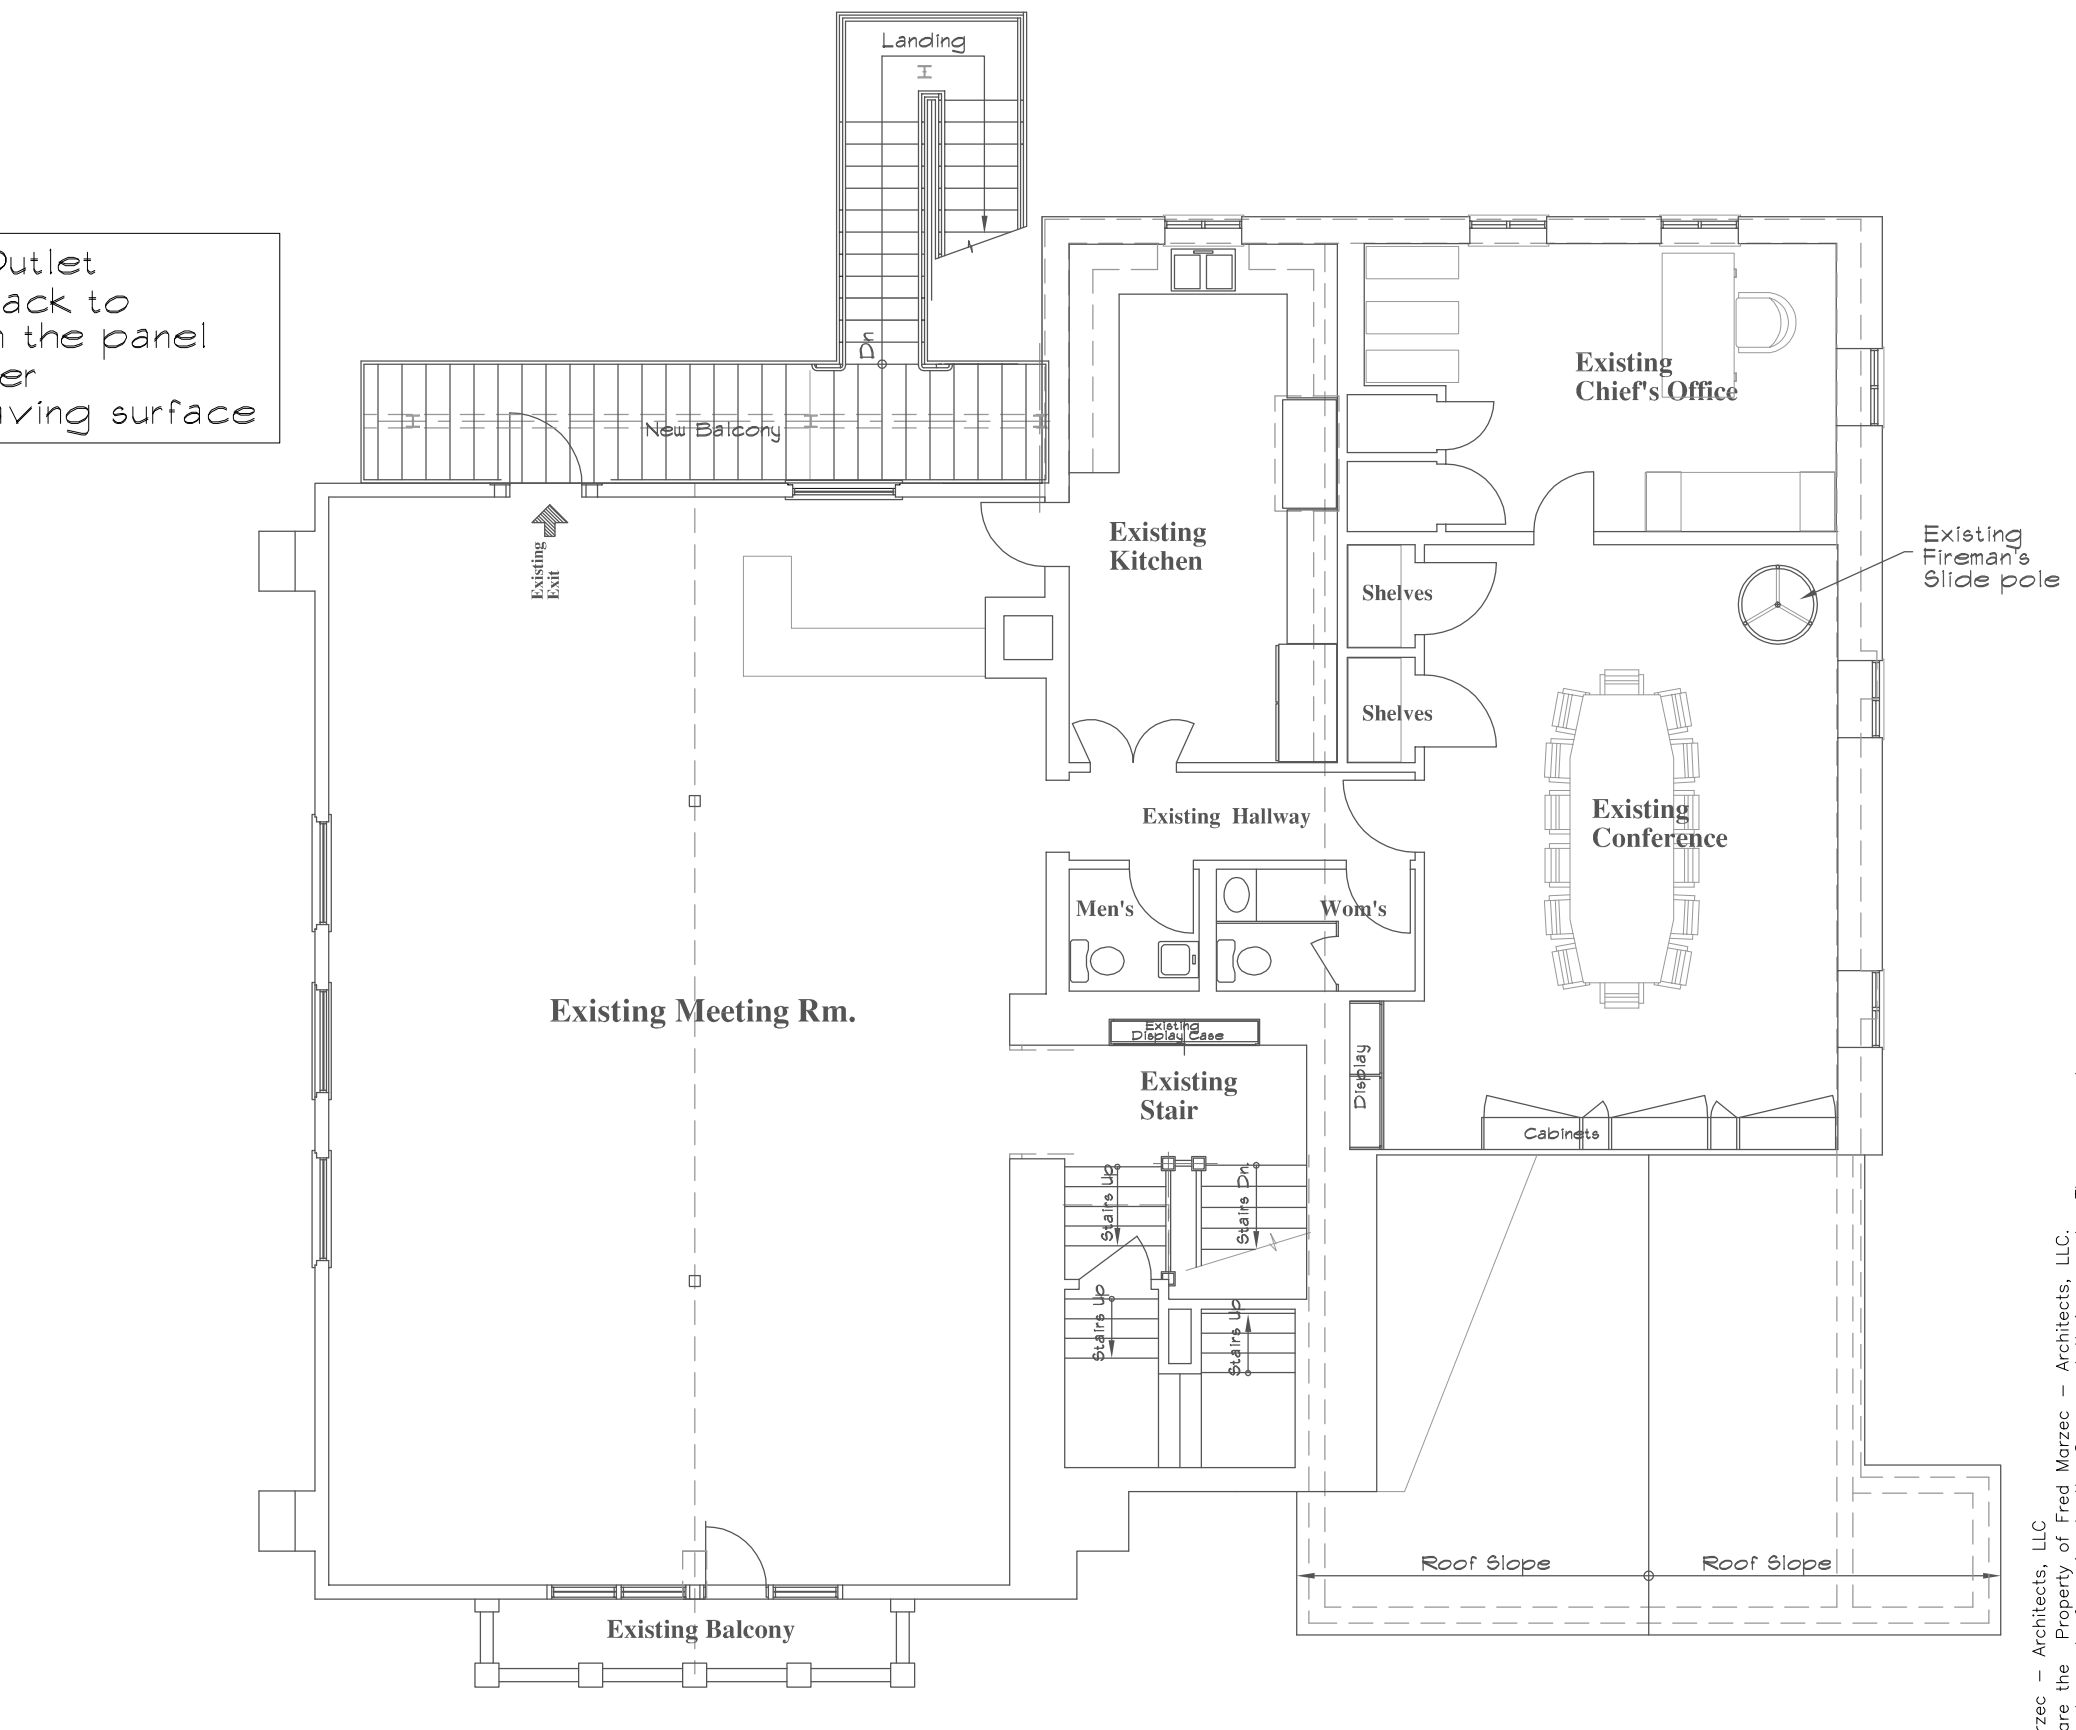 Landing
Outlet
back to
the panel
surface
Dn
New Balcony
Existing
Exit
Existing
Kitchen
Existing
Chief's Office
Existing
Fireman's
Slide pole
Shelves
Shelves
Existing Hallway
Existing
Conference
Men's
Wom's
Existing Meeting Rm.
Existing
Display Case
Existing
Stair
Display
Cabinets
Stairs Up
Stairs Dn.
Stairs Up
Stairs Up
Roof Slope
Roof Slope
Existing Balcony
rzec – Architects, LLC
are the Property of Fred Marzec – Architects, LLC.